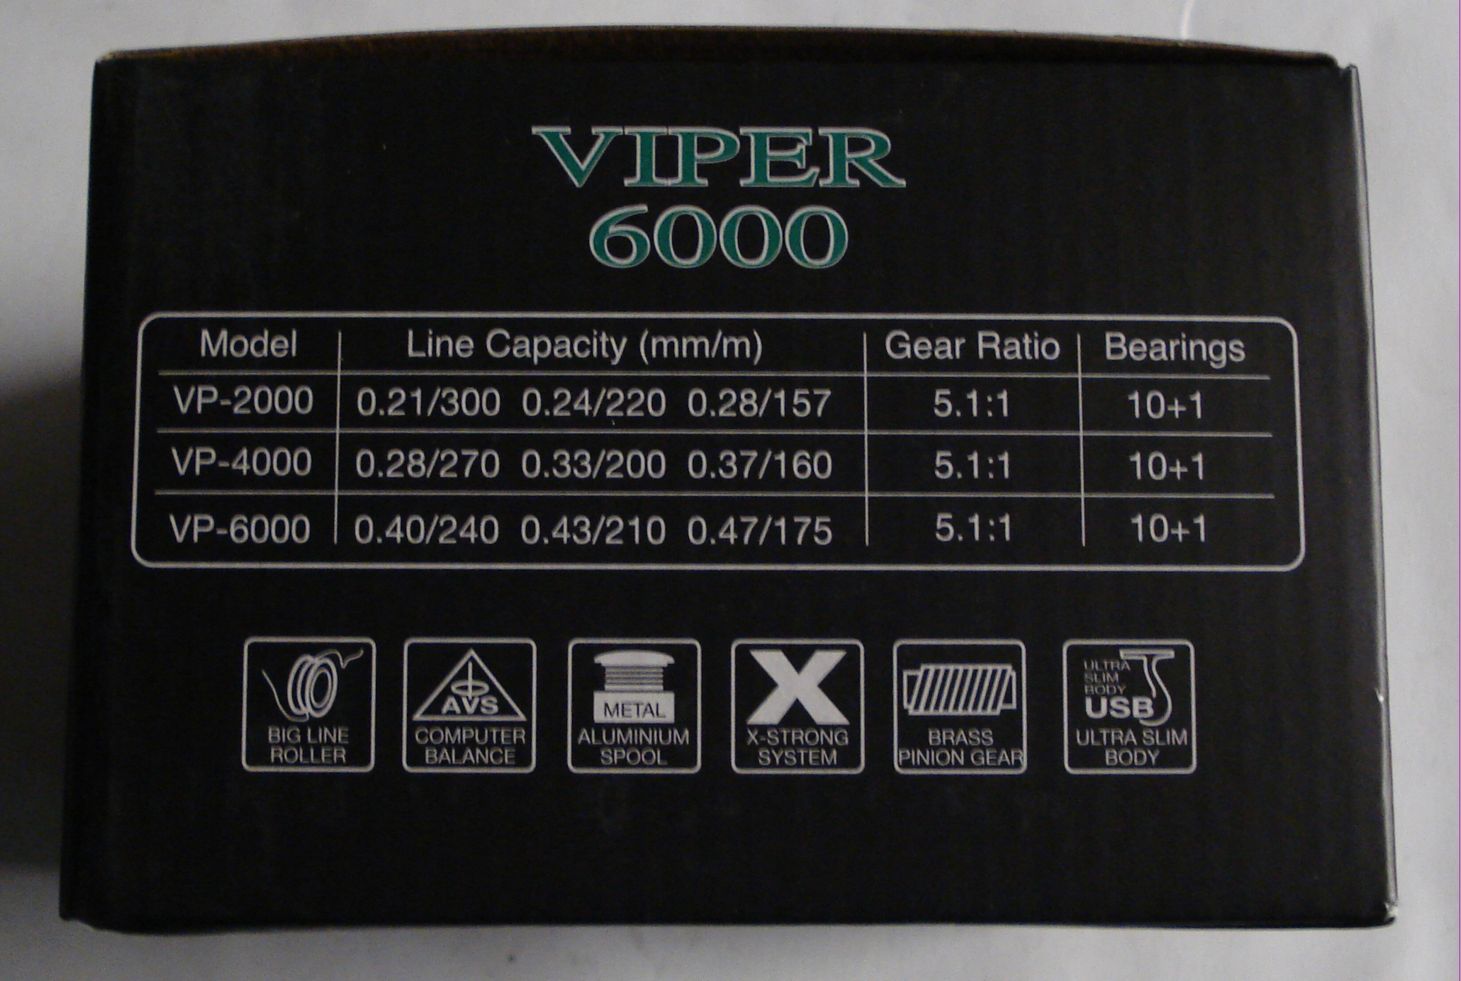 VIPER
6000
Model Line Capacity (mm/m) Gear Ratio Bearings
VP-2000 0.21/300 0.24/220 0.28/157 5.1:1 10+1
VP-4000 0.28/270 0.33/200 0.37/160 5.1:1 10+1
VP-6000 0.40/240 0.43/210 0.47/175 5.1:1 10+1
BIG LINE
ROLLER
AVS
COMPUTER
BALANCE
METAL
ALUMINIUM
SPOOL
X
X-STRONG
SYSTEM
BRASS
PINION GEAR
ULTRA
SLIM
BODY
USB
ULTRA SLIM
BODY